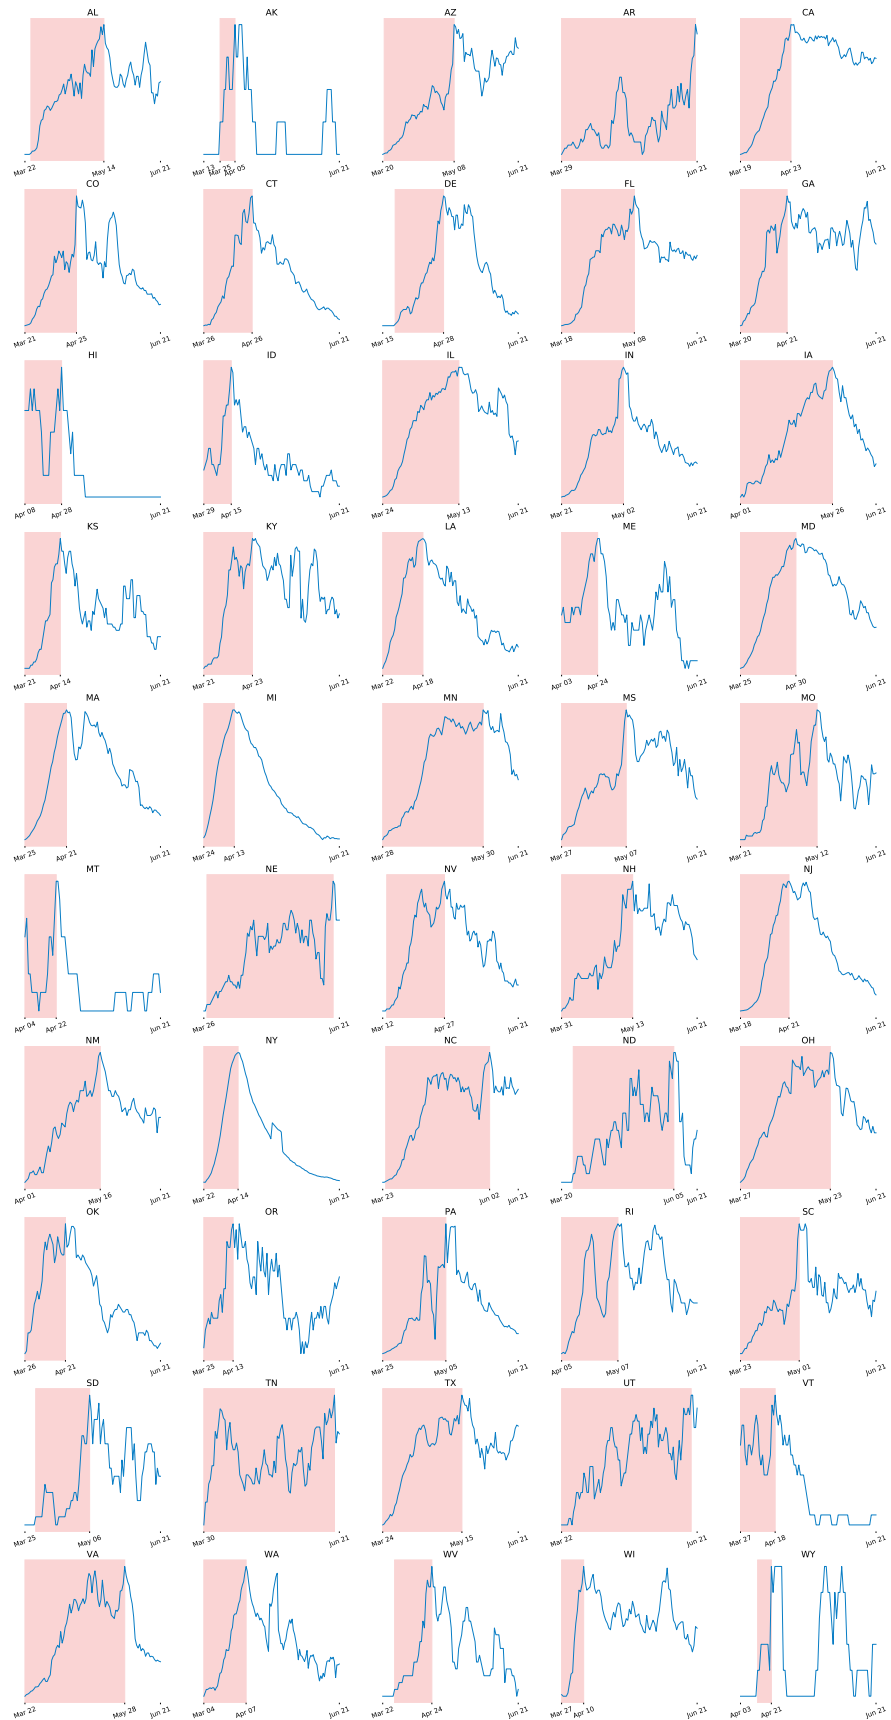 AL AK AZ AR CA
Mar 22 May 14 Jun 21 Mar 13 Mar 25 Apr 05 Jun 21 Mar 20 May 08 Jun 21 Mar 29 Jun 21 Mar 19 Apr 23 Jun 21
CO CT DE FL GA
Mar 21 Apr 25 Jun 21 Mar 26 Apr 26 Jun 21 Mar 15 Apr 28 Jun 21 Mar 18 May 08 Jun 21 Mar 20 Apr 21 Jun 21
HI ID IL IN IA
Apr 08 Apr 28 Jun 21 Mar 29 Apr 15 Jun 21 Mar 24 May 13 Jun 21 Mar 21 May 02 Jun 21 Apr 01 May 26 Jun 21
KS KY LA ME MD
Mar 21 Apr 14 Jun 21 Mar 21 Apr 23 Jun 21 Mar 22 Apr 18 Jun 21 Apr 03 Apr 24 Jun 21 Mar 25 Apr 30 Jun 21
MA MI MN MS MO
Mar 25 Apr 21 Jun 21 Mar 24 Apr 13 Jun 21 Mar 28 May 30 Jun 21 Mar 27 May 07 Jun 21 Mar 21 May 12 Jun 21
MT NE NV NH NJ
Apr 04 Apr 22 Jun 21 Mar 26 Jun 21 Mar 12 Apr 27 Jun 21 Mar 31 May 13 Jun 21 Mar 18 Apr 21 Jun 21
NM NY NC ND OH
Apr 01 May 16 Jun 21 Mar 22 Apr 14 Jun 21 Mar 23 Jun 02 Jun 21 Mar 20 Jun 05 Jun 21 Mar 27 May 23 Jun 21
OK OR PA RI SC
Mar 26 Apr 21 Jun 21 Mar 25 Apr 13 Jun 21 Mar 25 May 05 Jun 21 Apr 05 May 07 Jun 21 Mar 23 May 01 Jun 21
SD TN TX UT VT
Mar 25 May 06 Jun 21 Mar 30 Jun 21 Mar 24 May 15 Jun 21 Mar 22 Jun 21 Mar 27 Apr 18 Jun 21
VA WA WV WI WY
Mar 22 May 28 Jun 21 Mar 04 Apr 07 Jun 21 Mar 22 Apr 24 Jun 21 Mar 27 Apr 10 Jun 21 Apr 03 Apr 21 Jun 21